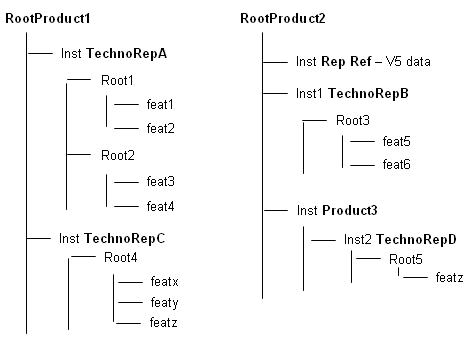 RootProduct1
Inst TechnoRepA
Root1
feat1
feat2
Root2
feat3
feat4
Inst TechnoRepC
Root4
featx
featy
featz
RootProduct2
Inst Rep Ref – V5 data
Inst1 TechnoRepB
Root3
feat5
feat6
Inst Product3
Inst2 TechnoRepD
Root5
featz